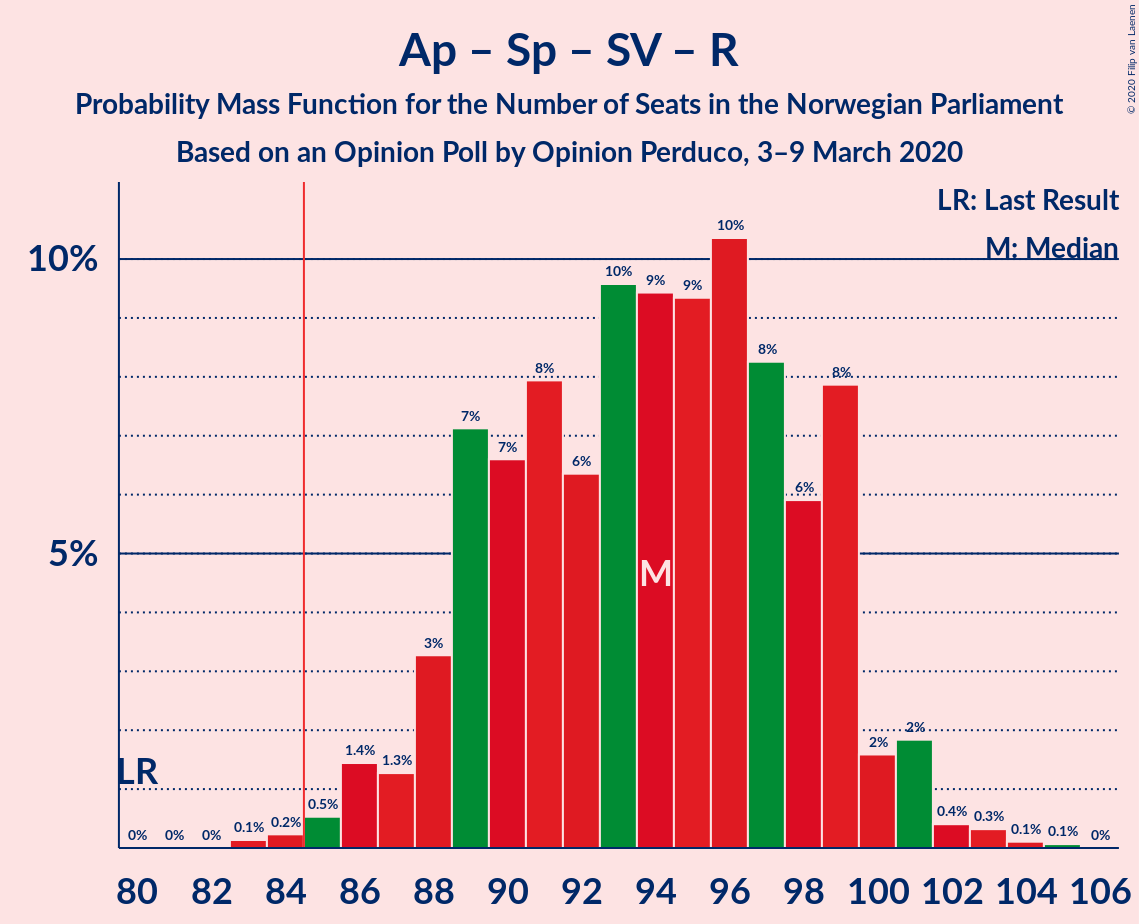 Ap – Sp – SV – R
Probability Mass Function for the Number of Seats in the Norwegian Parliament
Based on an Opinion Poll by Opinion Perduco, 3–9 March 2020
© 2020 Filip van Laenen
LR: Last Result
M: Median
10%
5%
0% 0% 0% 0.1% 0.2% 0.5% 1.4% 1.3% 3% 7% 7% 8% 6% 10% 9% 9% 10% 8% 6% 8% 2% 2% 0.4% 0.3% 0.1% 0.1% 0%
M
LR
80 82 84 86 88 90 92 94 96 98 100 102 104 106